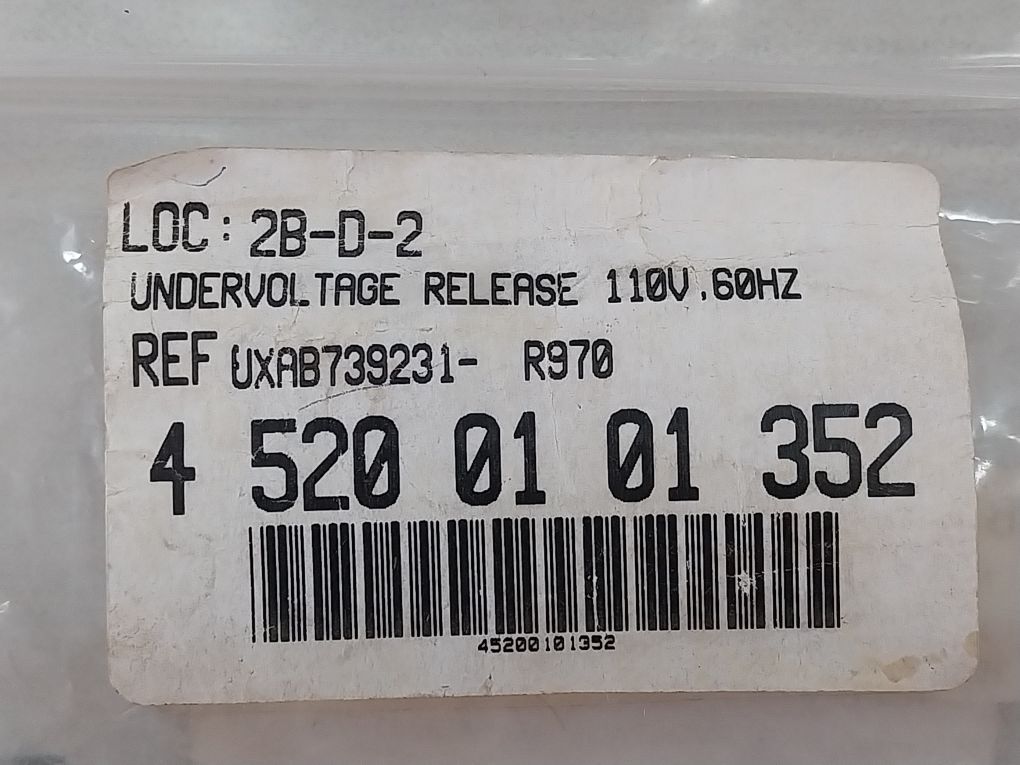 LOC: 2B-D-2
UNDERVOLTAGE RELEASE 110V.60HZ
REF UXAB739231- R970
4 520 01 01 352
45200101352